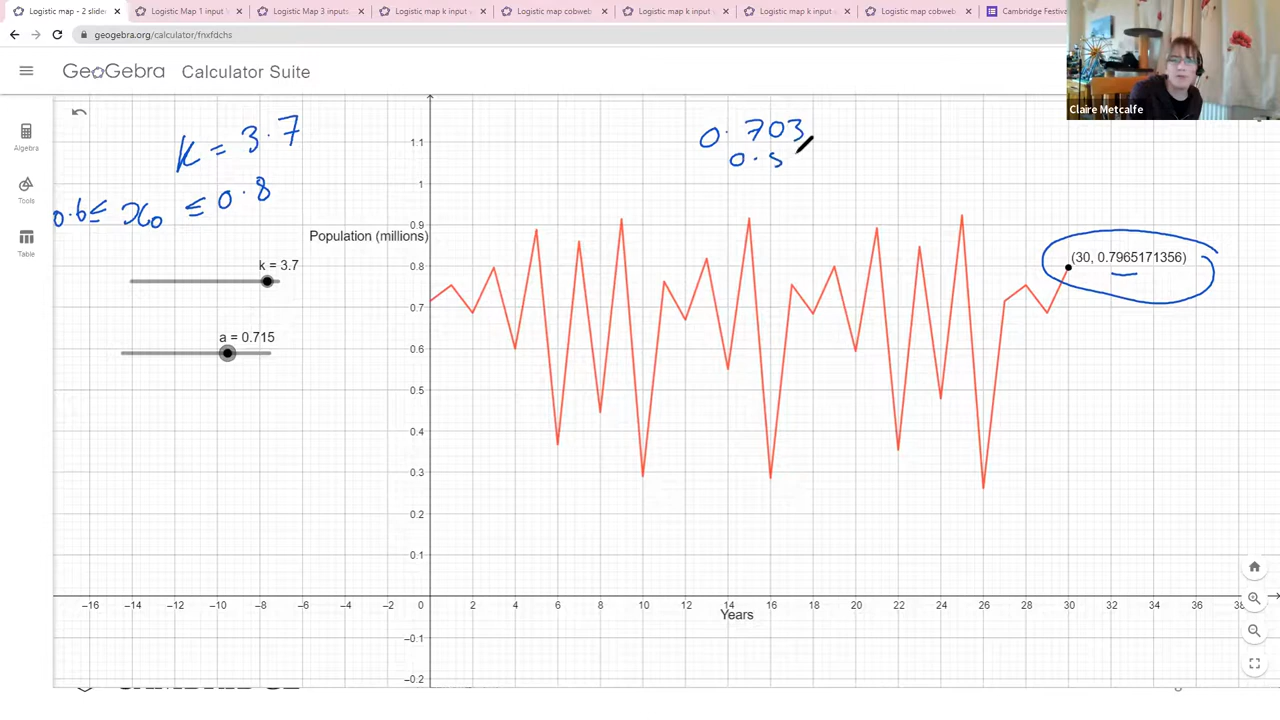 Logistic map - 2 slide
Logistic Map 1 input
Logistic Map 3 inputs
Logistic map k input
Logistic map cobweb
Logistic map k input
Logistic map k input
Logistic map cobweb
Cambridge Festiv
geogebra.org/calculator/fnxfdchs
GeoGebra Calculator Suite
Claire Metcalfe
Algebra
Tools
Table
k = 3.7
0.6 ≤ x0 ≤ 0.8
0.703
0.5
Population (millions)
k = 3.7
a = 0.715
(30, 0.7965171356)
1.1
1
0.9
0.8
0.7
0.6
0.5
0.4
0.3
0.2
0.1
0
–0.1
–0.2
–16 –14 –12 –10 –8 –6 –4 –2 0 2 4 6 8 10 12 14 16 18 20 22 24 26 28 30 32 34 36 38
Years